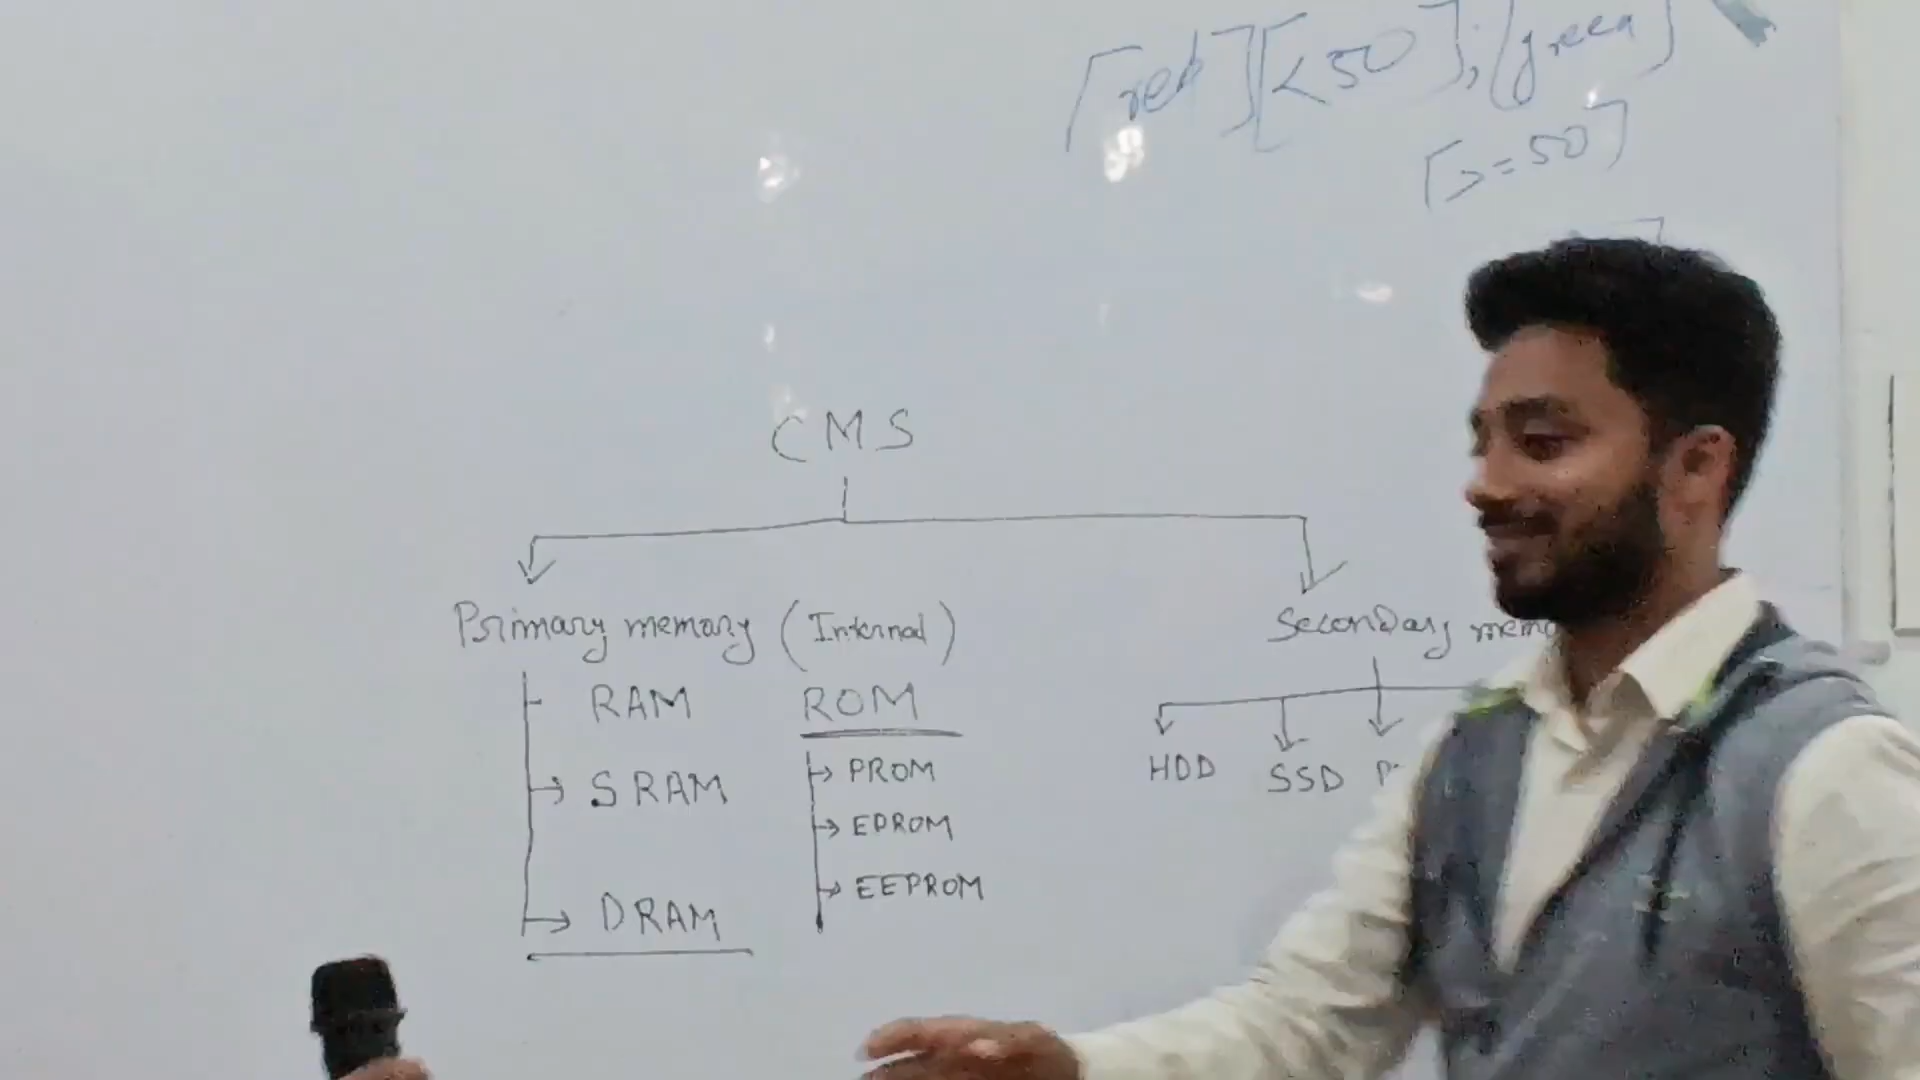 [red][<50];[green]
[>=50]
CMS
Primary memory (Internal)
Secondary
RAM
ROM
SRAM
PROM
EPROM
DRAM
EEPROM
HDD
SSD